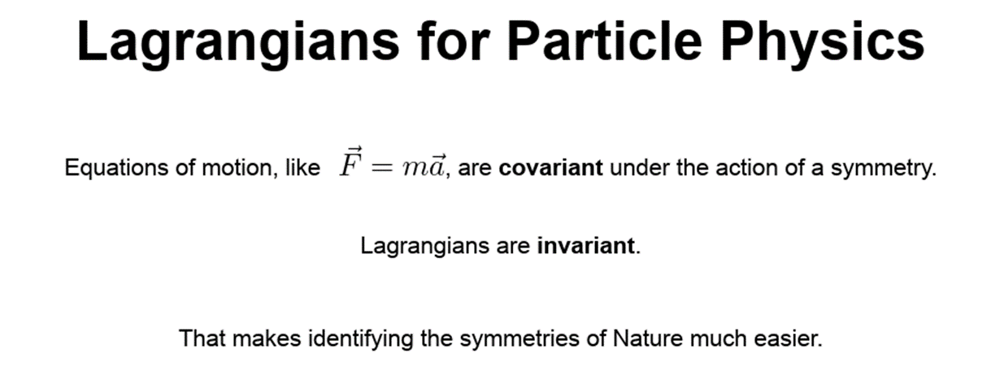 Lagrangians for Particle Physics
Equations of motion, like $\vec{F} = m\vec{a}$, are covariant under the action of a symmetry.
Lagrangians are invariant.
That makes identifying the symmetries of Nature much easier.